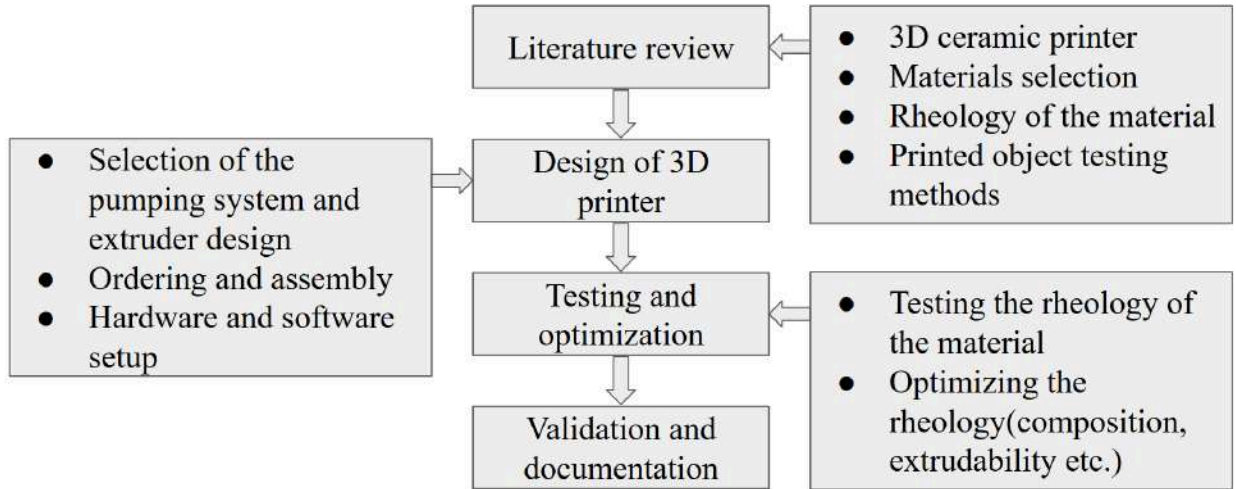 Literature review
● 3D ceramic printer
● Materials selection
● Rheology of the material
● Printed object testing
methods
● Selection of the
pumping system and
extruder design
● Ordering and assembly
● Hardware and software
setup
Design of 3D
printer
Testing and
optimization
● Testing the rheology of
the material
● Optimizing the
rheology(composition,
extrudability etc.)
Validation and
documentation